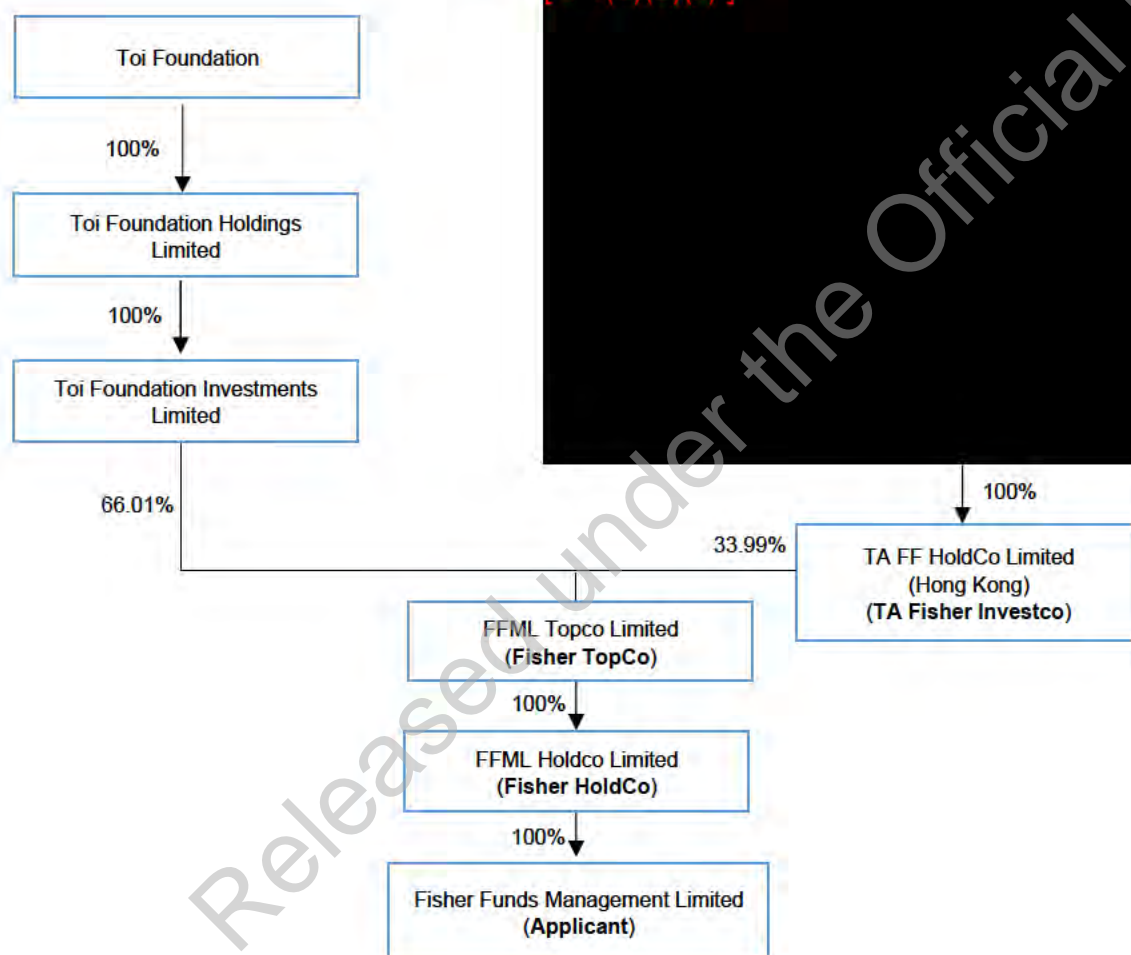 Toi Foundation
100%
Toi Foundation Holdings
Limited
100%
Toi Foundation Investments
Limited
66.01%
100%
33.99%
TA FF HoldCo Limited
(Hong Kong)
(TA Fisher Investco)
FFML Topco Limited
(Fisher TopCo)
100%
FFML Holdco Limited
(Fisher HoldCo)
100%
Fisher Funds Management Limited
(Applicant)
Released under the Official